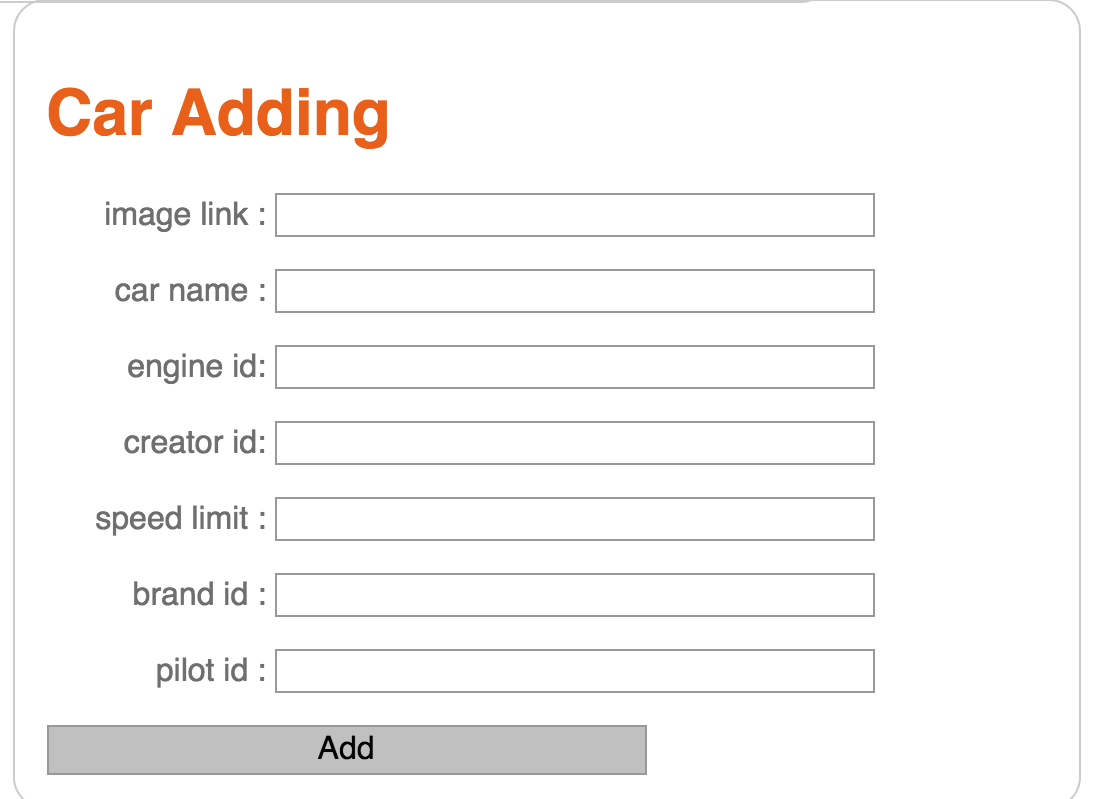 Car Adding
image link :
car name :
engine id:
creator id:
speed limit :
brand id :
pilot id :
Add